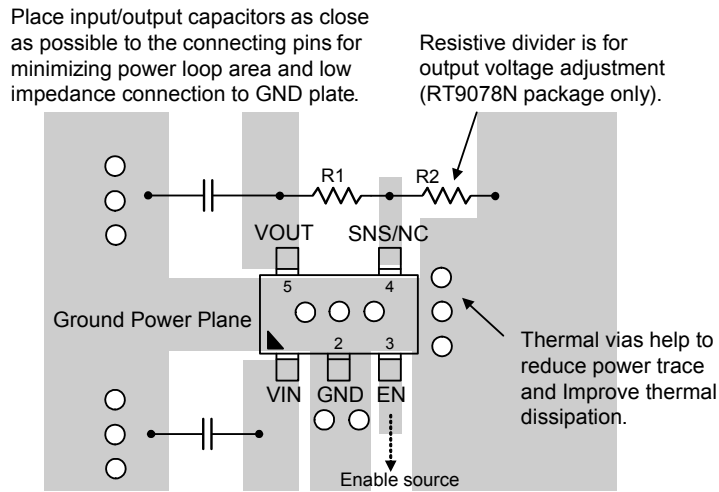 Place input/output capacitors as close
as possible to the connecting pins for
minimizing power loop area and low
impedance connection to GND plate.
Resistive divider is for
output voltage adjustment
(RT9078N package only).
R1
R2
VOUT
SNS/NC
5
4
Ground Power Plane
2
3
VIN
GND
EN
Thermal vias help to
reduce power trace
and Improve thermal
dissipation.
Enable source